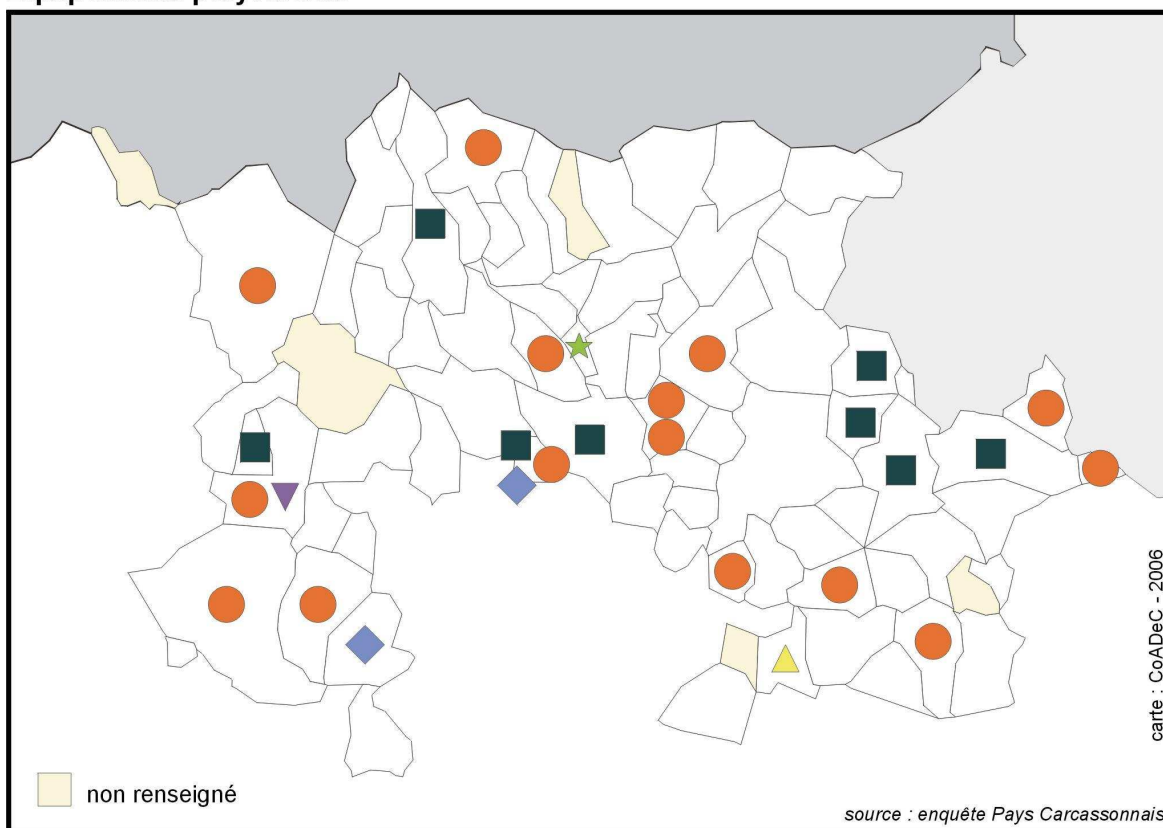 non renseigné
carte : CoADeC - 2006
source : enquête Pays Carcassonnais